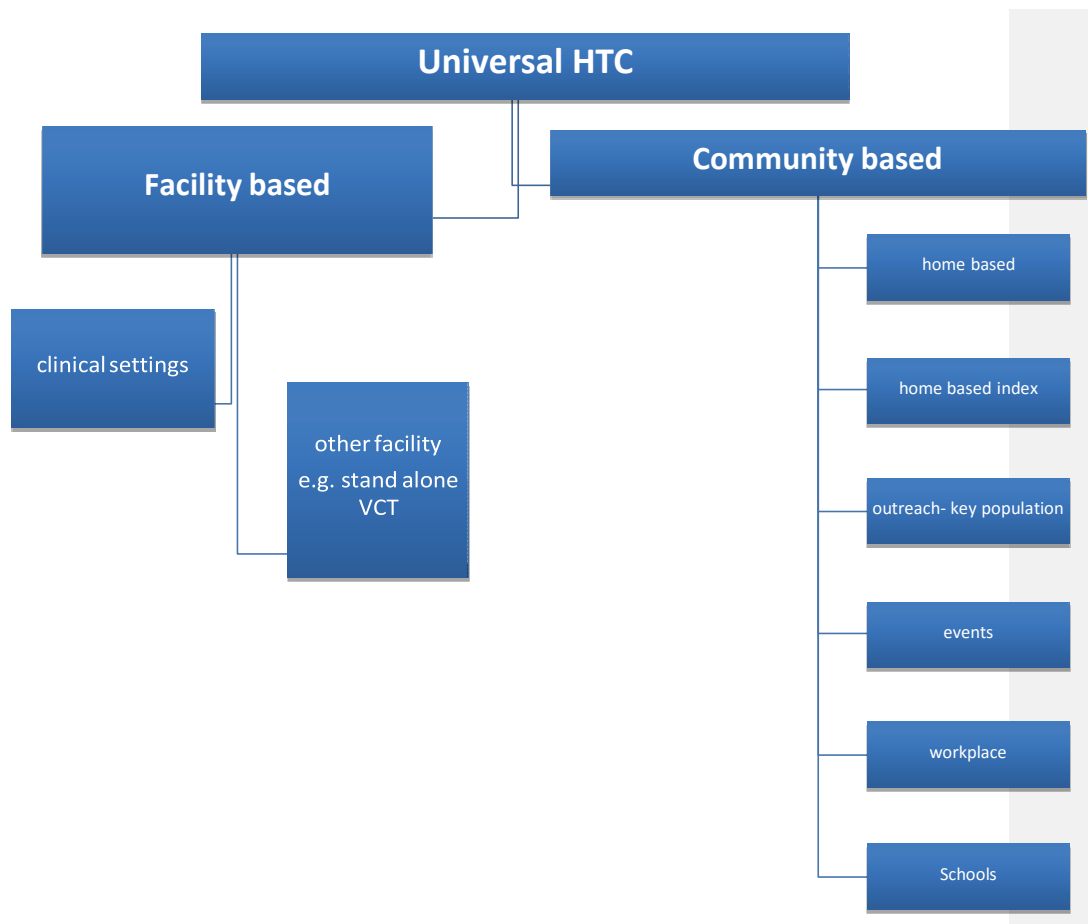 Universal HTC
Facility based
Community based
clinical settings
other facility
e.g. stand alone
VCT
home based
home based index
outreach- key population
events
workplace
Schools